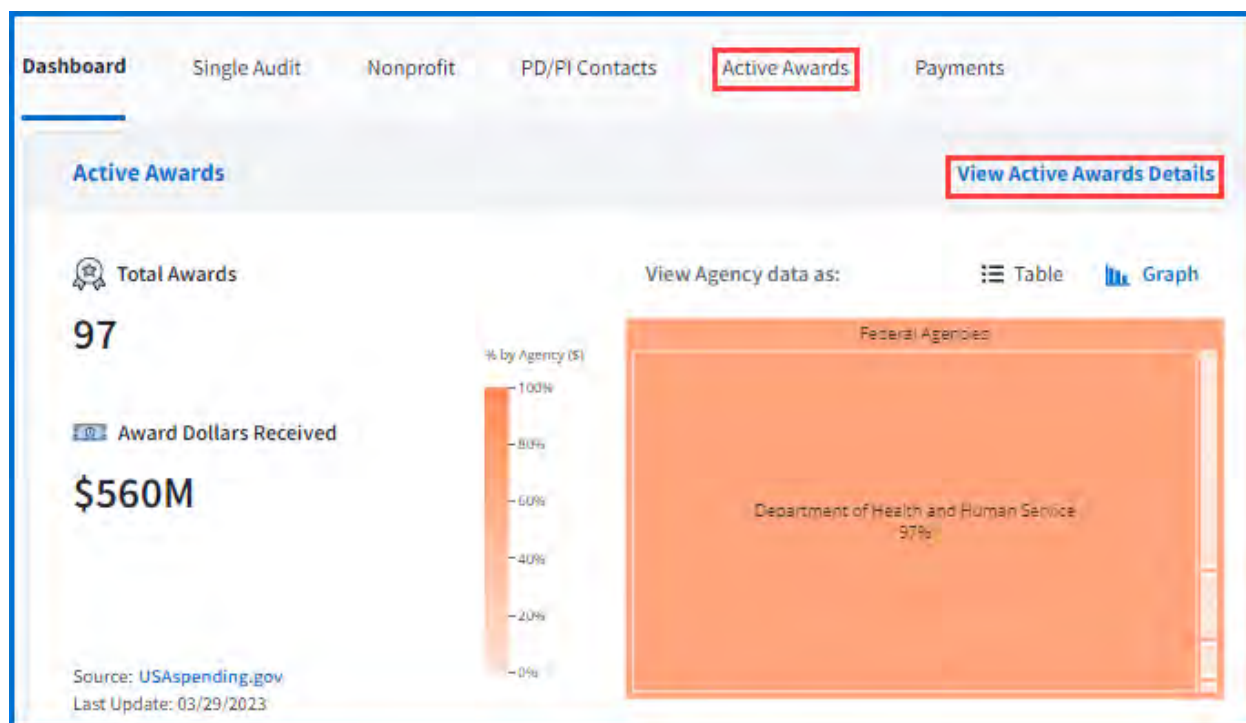 Dashboard Single Audit Nonprofit PD/PI Contacts Active Awards Payments
Active Awards View Active Awards Details
Total Awards View Agency data as: Table Graph
97
Federal Agencies
% by Agency ($)
100%
Award Dollars Received
80%
$560M
60%
Department of Health and Human Service
97%
40%
20%
Source: USAspending.gov
0%
Last Update: 03/29/2023